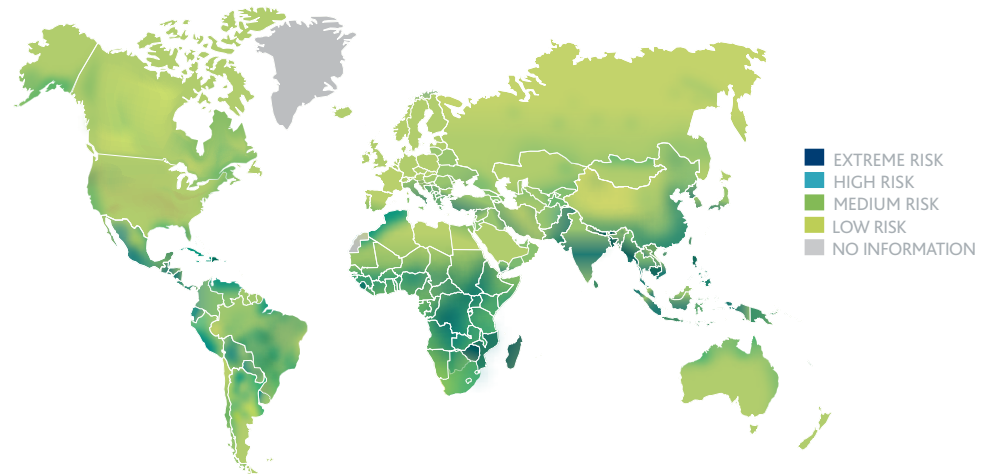 EXTREME RISK
HIGH RISK
MEDIUM RISK
LOW RISK
NO INFORMATION